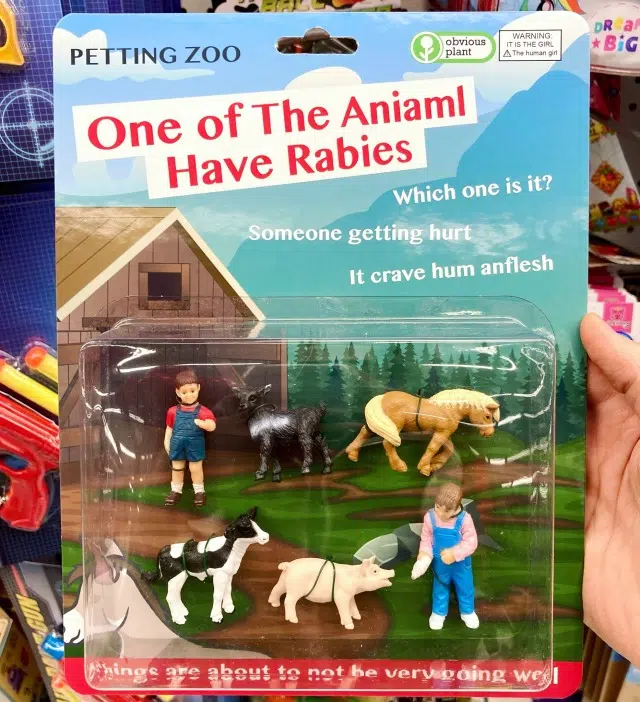 PETTING ZOO
obvious
plant
WARNING:
IT IS THE GIRL
The human girl
One of The Aniaml
Have Rabies
Which one is it?
Someone getting hurt
It crave hum anflesh
things are about to not be very going well
DREAM
BiG